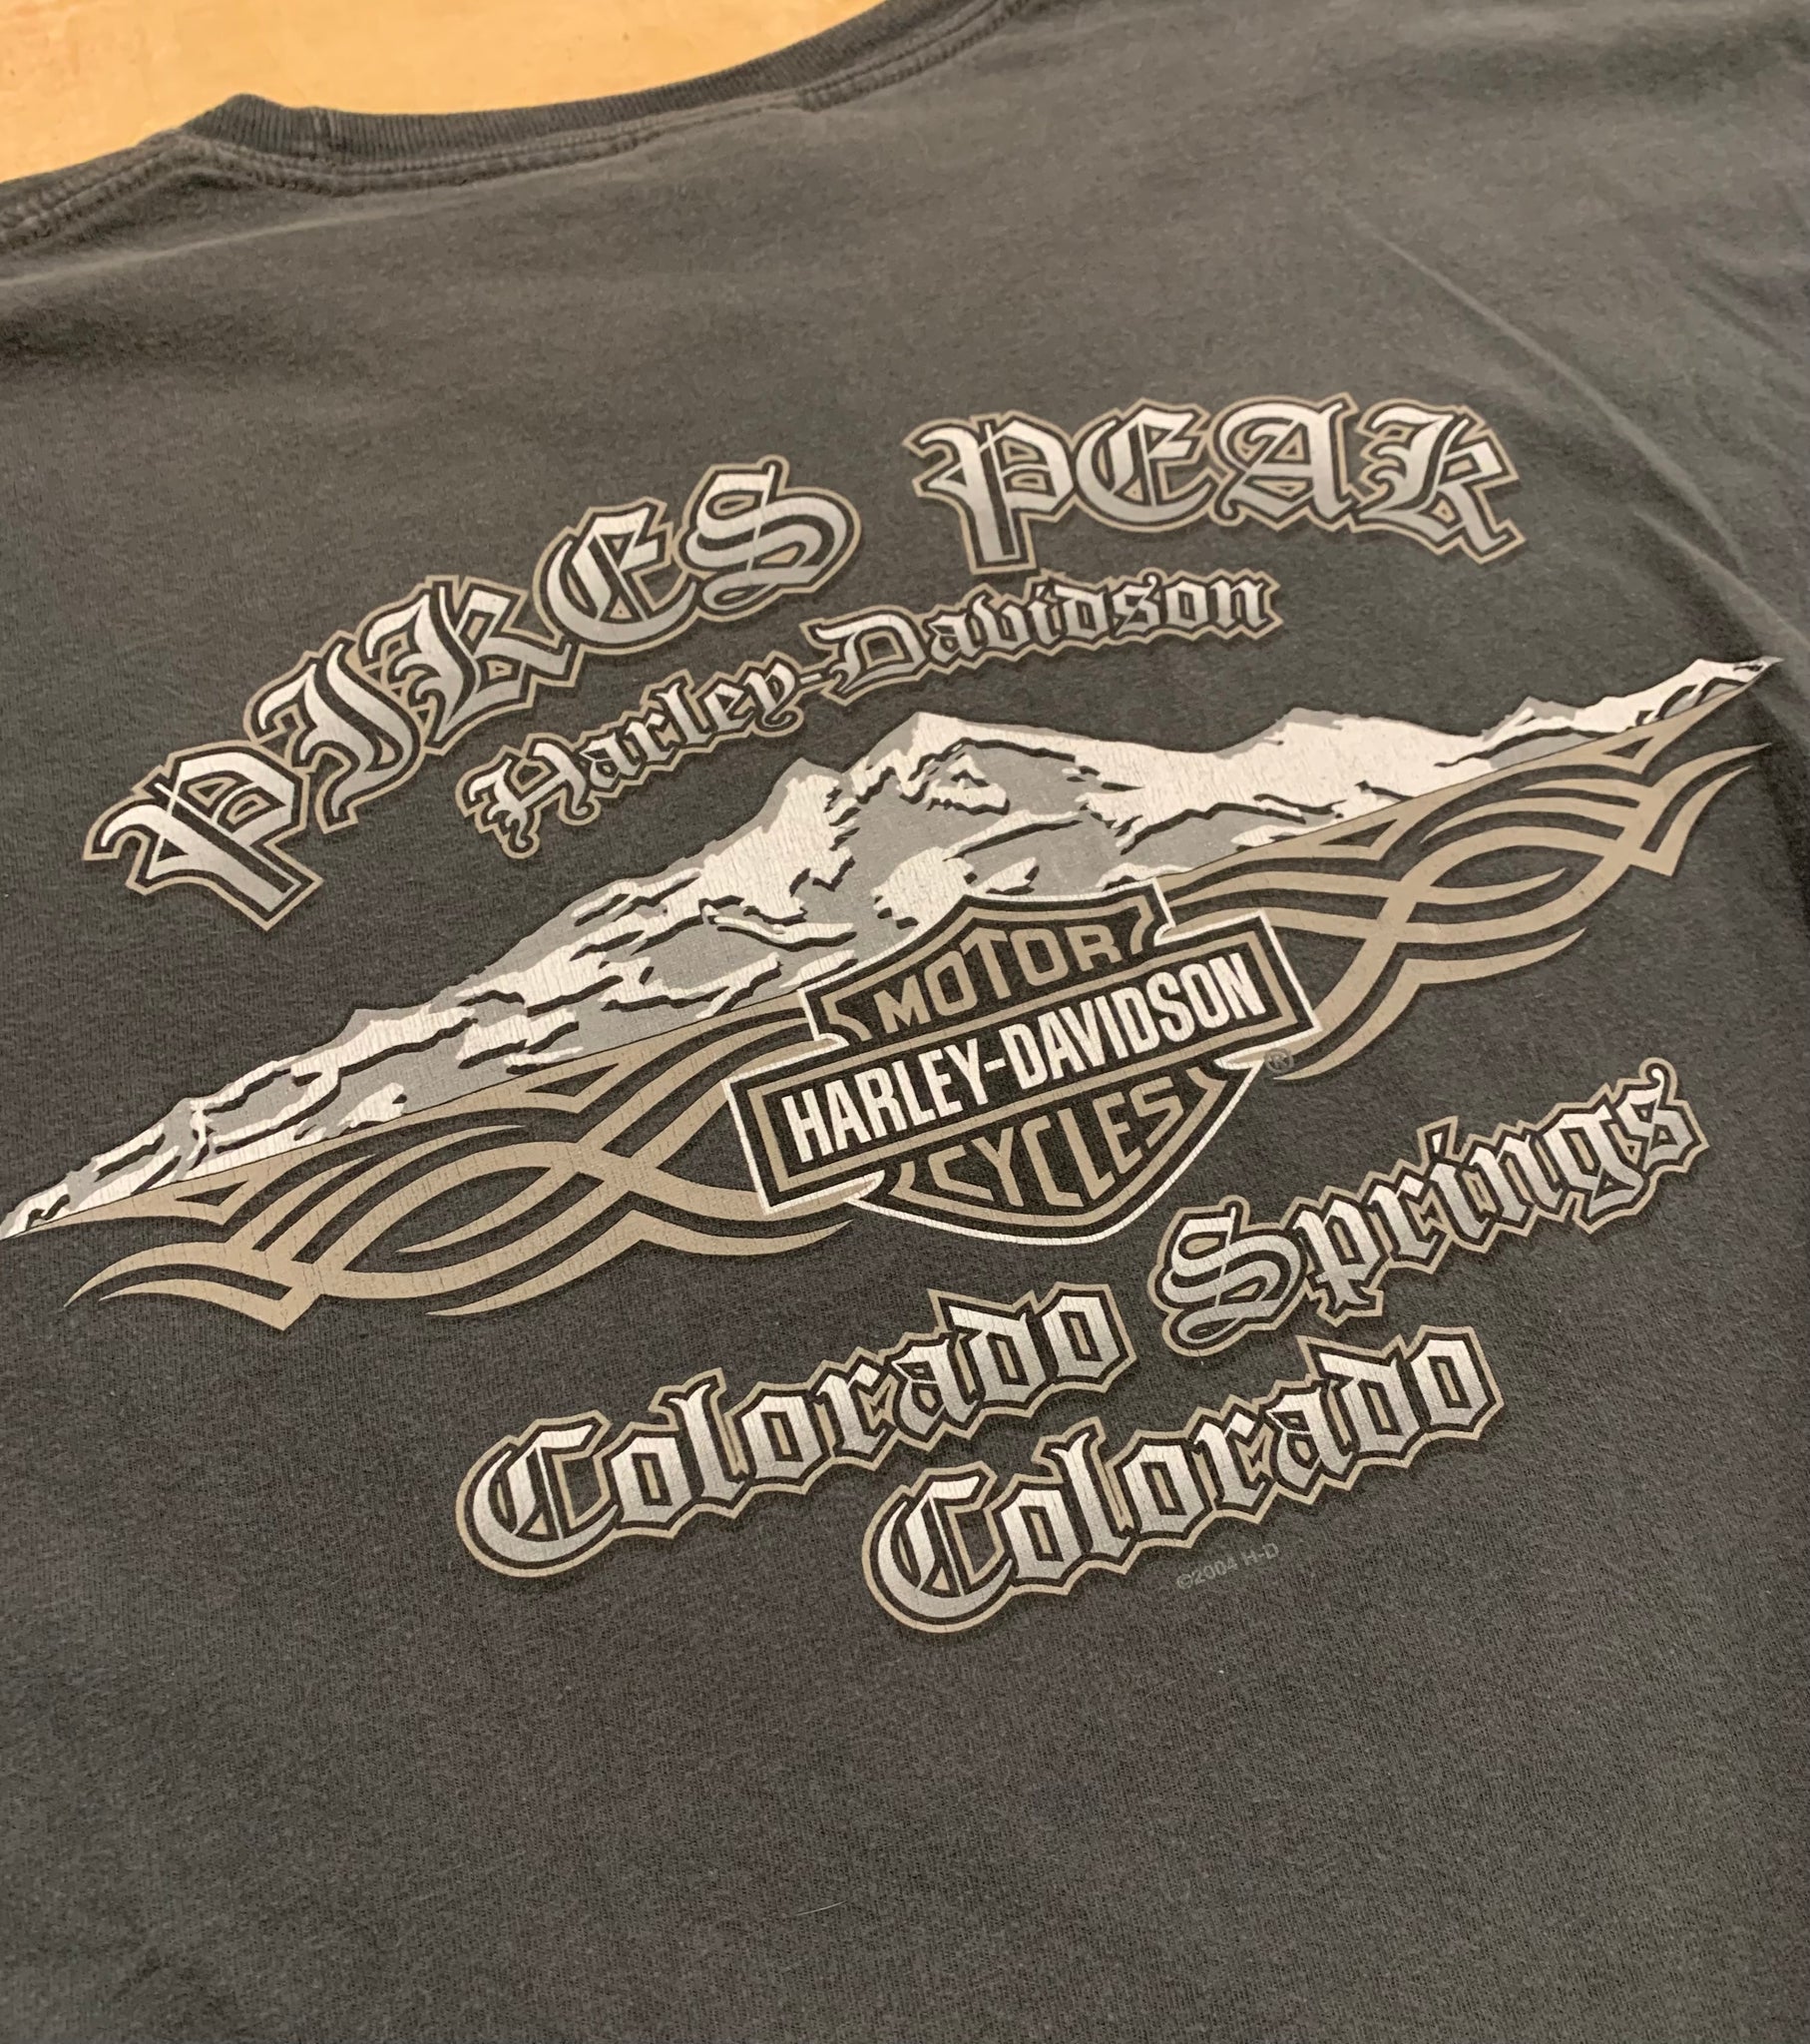 PIKES PEAK
Harley-Davidson
MOTOR
HARLEY-DAVIDSON
CYCLES
®
Colorado Springs
Colorado
©2004 H-D